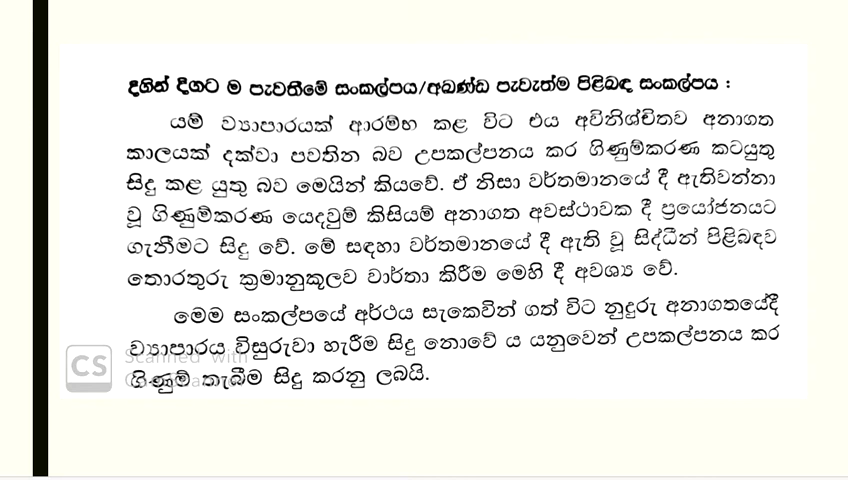 දිගින් දිගට ම පැවතීමේ සංකල්පය/අඛණ්ඩ පැවැත්ම පිළිබඳ සංකල්පය :
යම් ව්‍යාපාරයක් ආරම්භ කළ විට එය අවිනිශ්චිතව අනාගත
කාලයක් දක්වා පවතින බව උපකල්පනය කර ගිණුම්කරණ කටයුතු
සිදු කළ යුතු බව මෙයින් කියවේ. ඒ නිසා වර්තමානයේ දී ඇතිවන්නා
වූ ගිණුම්කරණ යෙදවුම් කිසියම් අනාගත අවස්ථාවක දී ප්‍රයෝජනයට
ගැනීමට සිදු වේ. මේ සඳහා වර්තමානයේ දී ඇති වූ සිද්ධීන් පිළිබඳව
තොරතුරු ක්‍රමානුකූලව වාර්තා කිරීම මෙහි දී අවශ්‍ය වේ.
මෙම සංකල්පයේ අර්ථය සැකෙවින් ගත් විට නුදුරු අනාගතයේදී
ව්‍යාපාරය විසුරුවා හැරීම සිදු නොවේ ය යනුවෙන් උපකල්පනය කර
ගිණුම් තැබීම සිදු කරනු ලබයි.
CS
Scanned with